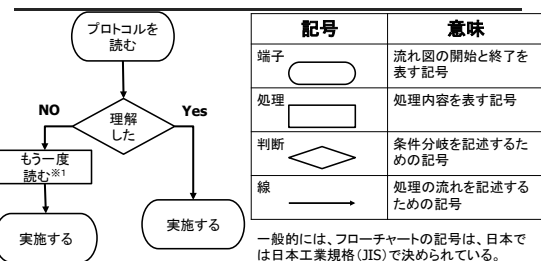 プロトコルを
読む
NO
Yes
理解
した
もう一度
読む※1
実施する
実施する
記号
意味
端子
流れ図の開始と終了を
表す記号
処理
処理内容を表す記号
判断
条件分岐を記述するた
めの記号
線
処理の流れを記述する
ための記号
一般的には、フローチャートの記号は、日本で
は日本工業規格(JIS)で決められている。